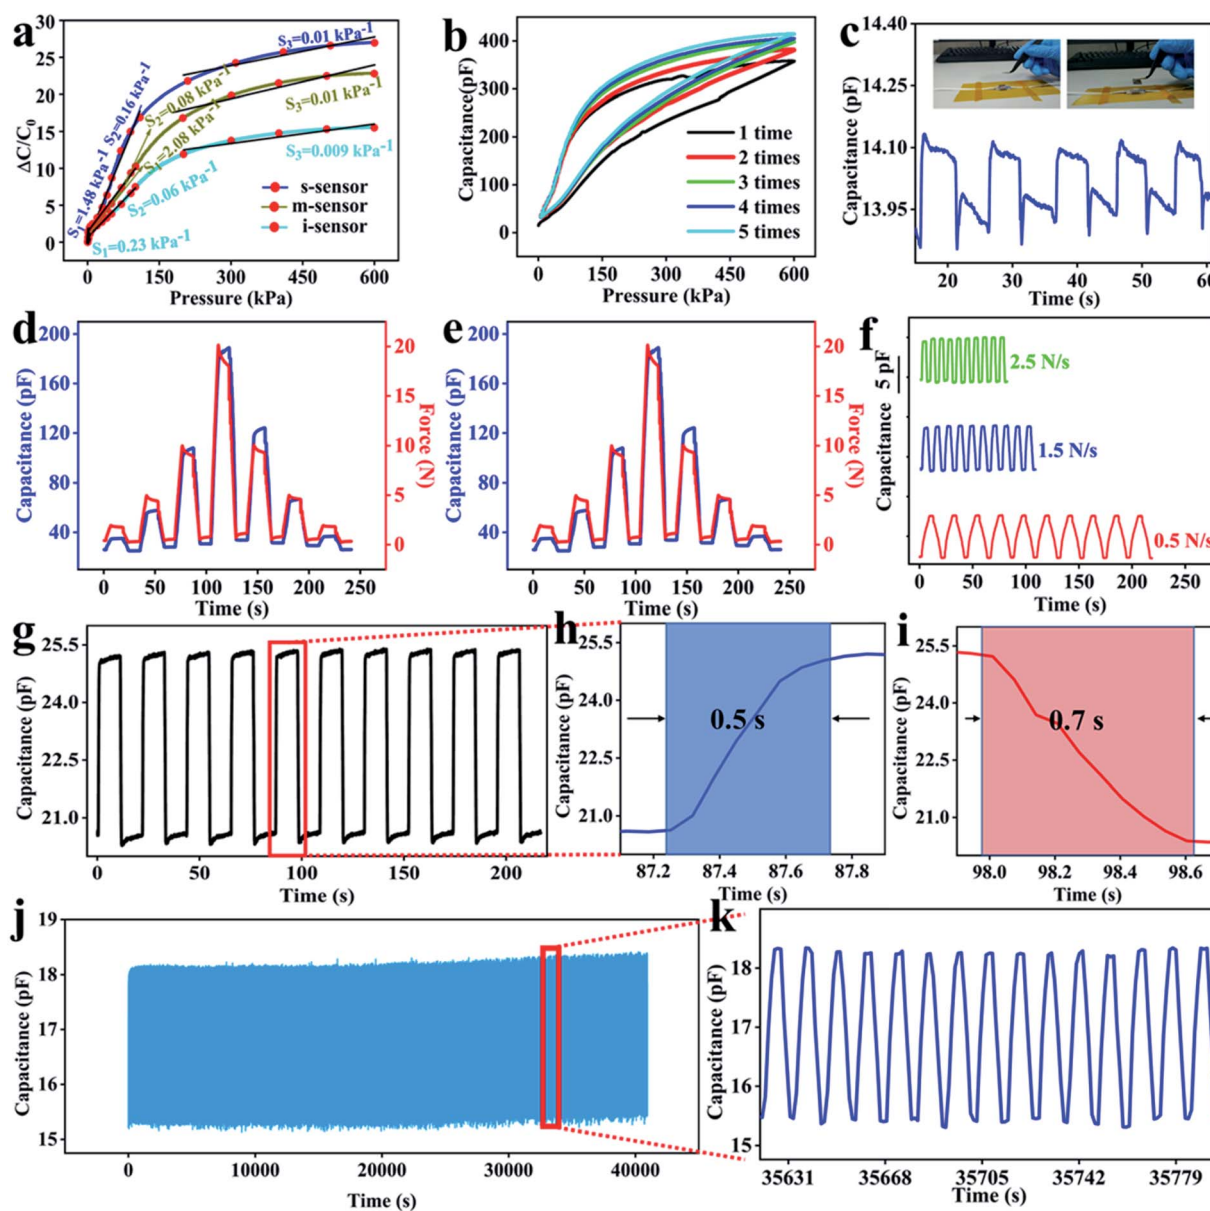 a
ΔC/C0
30
25
20
15
10
5
0
S1=1.48 kPa-1
S2=0.16 kPa-1
S3=0.01 kPa-1
S2=0.08 kPa-1
S1=2.08 kPa-1
S3=0.01 kPa-1
S2=0.06 kPa-1
S3=0.009 kPa-1
S1=0.23 kPa-1
s-sensor
m-sensor
i-sensor
0 150 300 450 600
Pressure (kPa)
b
Capacitance(pF)
400
300
200
100
0
1 time
2 times
3 times
4 times
5 times
0 150 300 450 600
Pressure (kPa)
c
Capacitance (pF)
14.40
14.25
14.10
13.95
20 30 40 50 60
Time (s)
d
Capacitance (pF)
200
160
120
80
40
Force (N)
20
15
10
5
0
0 50 100 150 200 250
Time (s)
e
Capacitance (pF)
200
160
120
80
40
Force (N)
20
15
10
5
0
0 50 100 150 200 250
Time (s)
f
Capacitance
5 pF
2.5 N/s
1.5 N/s
0.5 N/s
0 50 100 150 200 250
Time (s)
g
Capacitance (pF)
25.5
24.0
22.5
21.0
0 50 100 150 200
Time (s)
h
Capacitance (pF)
25.5
24.0
22.5
21.0
0.5 s
87.2 87.4 87.6 87.8
Time (s)
i
Capacitance (pF)
25.5
24.0
22.5
21.0
0.7 s
98.0 98.2 98.4 98.6
Time (s)
j
Capacitance (pF)
19
18
17
16
15
0 10000 20000 30000 40000
Time (s)
k
Capacitance (pF)
18
17
16
15
35631 35668 35705 35742 35779
Time (s)